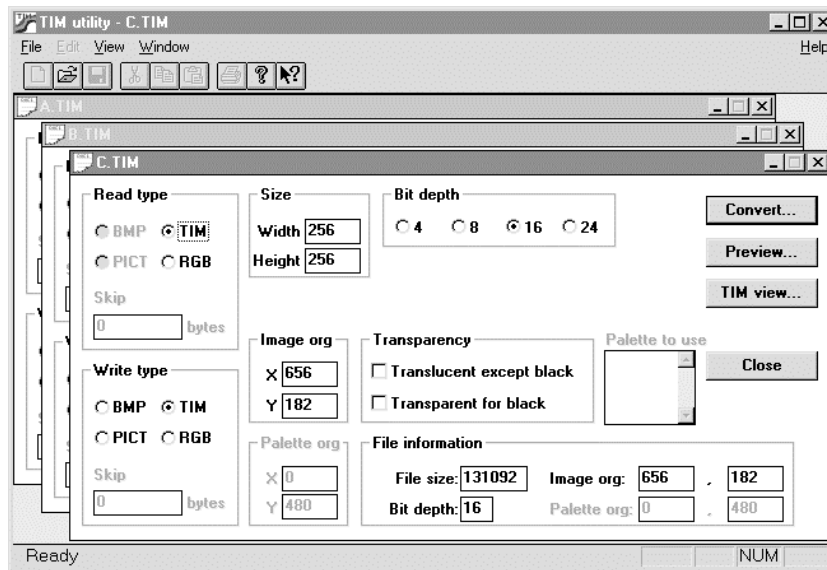 TIM utility - C.TIM
File Edit View Window Help
A.TIM
B.TIM
C.TIM
Read type
BMP TIM
PICT RGB
Skip
0 bytes
Size
Width 256
Height 256
Bit depth
4 8 16 24
Convert...
Preview...
TIM view...
Close
Write type
BMP TIM
PICT RGB
Skip
0 bytes
Image org
X 656
Y 182
Transparency
Translucent except black
Transparent for black
Palette to use
Palette org
X 0
Y 480
File information
File size: 131092 Image org: 656 , 182
Bit depth: 16 Palette org: 0 , 480
Ready NUM